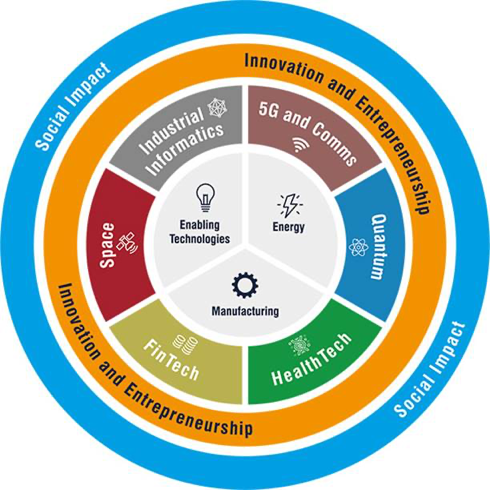 Social Impact
Innovation and Entrepreneurship
Industrial
Informatics
5G and Comms
Enabling
Technologies
Energy
Space
Quantum
Manufacturing
FinTech
HealthTech
Innovation and Entrepreneurship
Social Impact